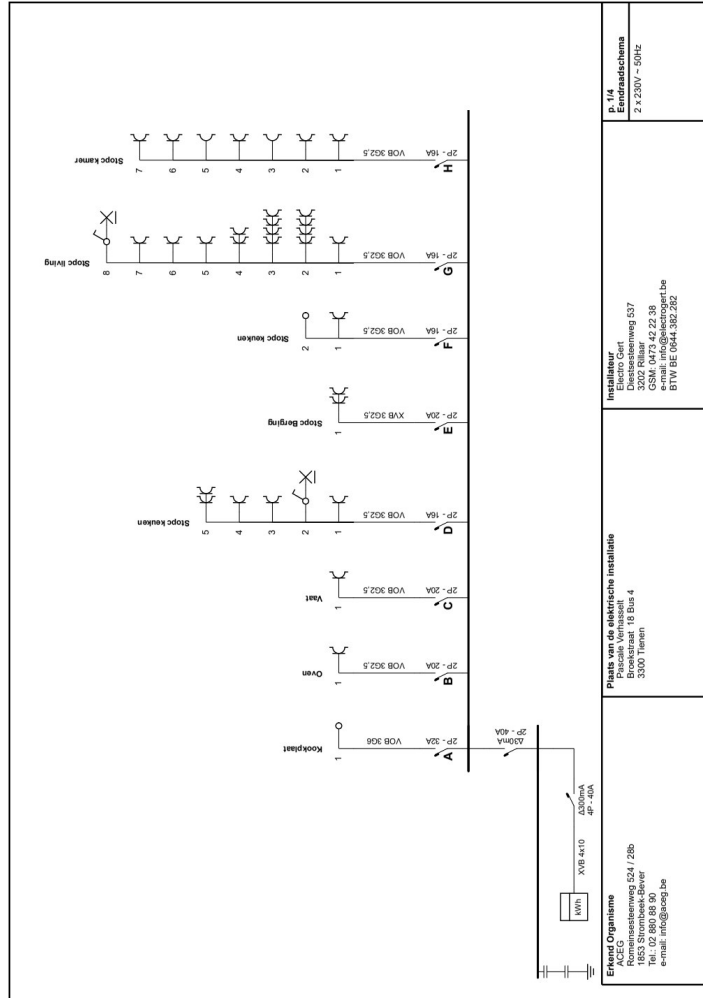 Kookplaat
1
VOB 3G6
2P - 32A
A
Oven
1
VOB 3G2,5
2P - 20A
B
Vaat
1
VOB 3G2,5
2P - 20A
C
Stopc keuken
5
4
3
2
1
VOB 3G2,5
2P - 16A
D
Stopc Berging
1
XVB 3G2,5
2P - 20A
E
Stopc keuken
2
1
VOB 3G2,5
2P - 16A
F
Stopc living
8
7
6
5
4
3
2
1
VOB 3G2,5
2P - 16A
G
Stopc kamer
7
6
5
4
3
2
1
VOB 3G2,5
2P - 16A
H
Δ30mA
2P - 40A
Δ300mA
4P - 40A
XVB 4x10
kWh
Erkend Organisme
ACEG
Romeinsesteenweg 524 / 28b
1853 Strombeek-Bever
Tel.: 02 880 88 90
e-mail: info@aceg.be
Plaats van de elektrische installatie
Pascale Verhasselt
Broekstraat 18 Bus 4
3300 Tienen
Installateur
Electro Gert
Diestsesteenweg 537
3202 Rillaar
GSM: 0473 42 22 38
e-mail: info@electrogert.be
BTW BE 0644.382.282
p. 1/4
Eendraadschema
2 x 230V ~ 50Hz